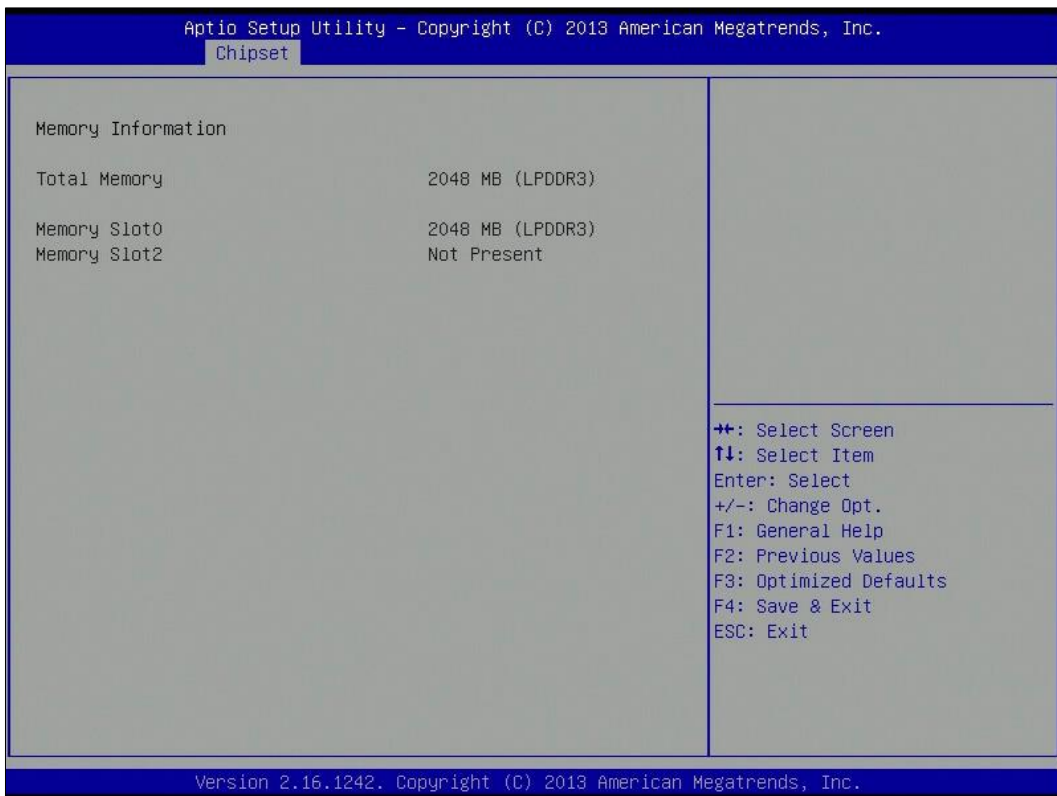 Aptio Setup Utility – Copyright (C) 2013 American Megatrends, Inc.
Chipset
Memory Information
Total Memory 2048 MB (LPDDR3)
Memory Slot0 2048 MB (LPDDR3)
Memory Slot2 Not Present
→←: Select Screen
↑↓: Select Item
Enter: Select
+/-: Change Opt.
F1: General Help
F2: Previous Values
F3: Optimized Defaults
F4: Save & Exit
ESC: Exit
Version 2.16.1242. Copyright (C) 2013 American Megatrends, Inc.